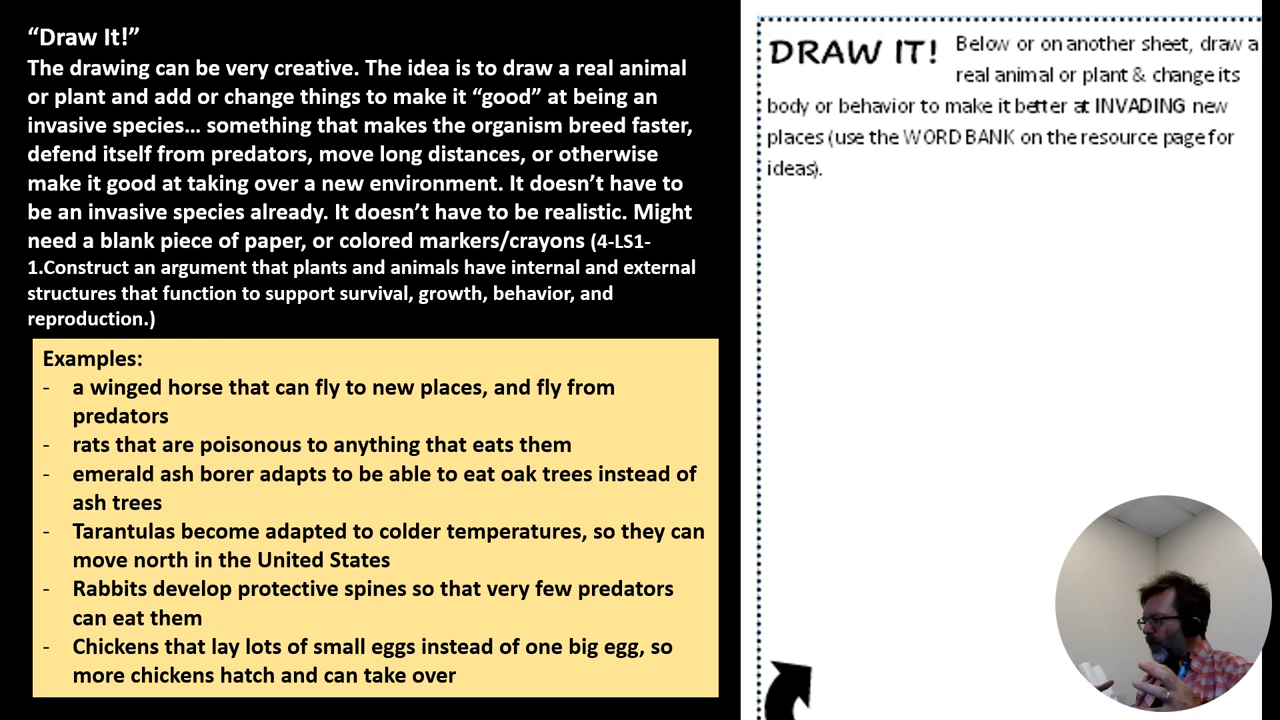 “Draw It!”
The drawing can be very creative. The idea is to draw a real animal
or plant and add or change things to make it “good” at being an
invasive species… something that makes the organism breed faster,
defend itself from predators, move long distances, or otherwise
make it good at taking over a new environment. It doesn’t have to
be an invasive species already. It doesn’t have to be realistic. Might
need a blank piece of paper, or colored markers/crayons (4-LS1-
1.Construct an argument that plants and animals have internal and external
structures that function to support survival, growth, behavior, and
reproduction.)
Examples:
- a winged horse that can fly to new places, and fly from
predators
- rats that are poisonous to anything that eats them
- emerald ash borer adapts to be able to eat oak trees instead of
ash trees
- Tarantulas become adapted to colder temperatures, so they can
move north in the United States
- Rabbits develop protective spines so that very few predators
can eat them
- Chickens that lay lots of small eggs instead of one big egg, so
more chickens hatch and can take over
DRAW IT! Below or on another sheet, draw a
real animal or plant & change its
body or behavior to make it better at INVADING new
places (use the WORD BANK on the resource page for
ideas).